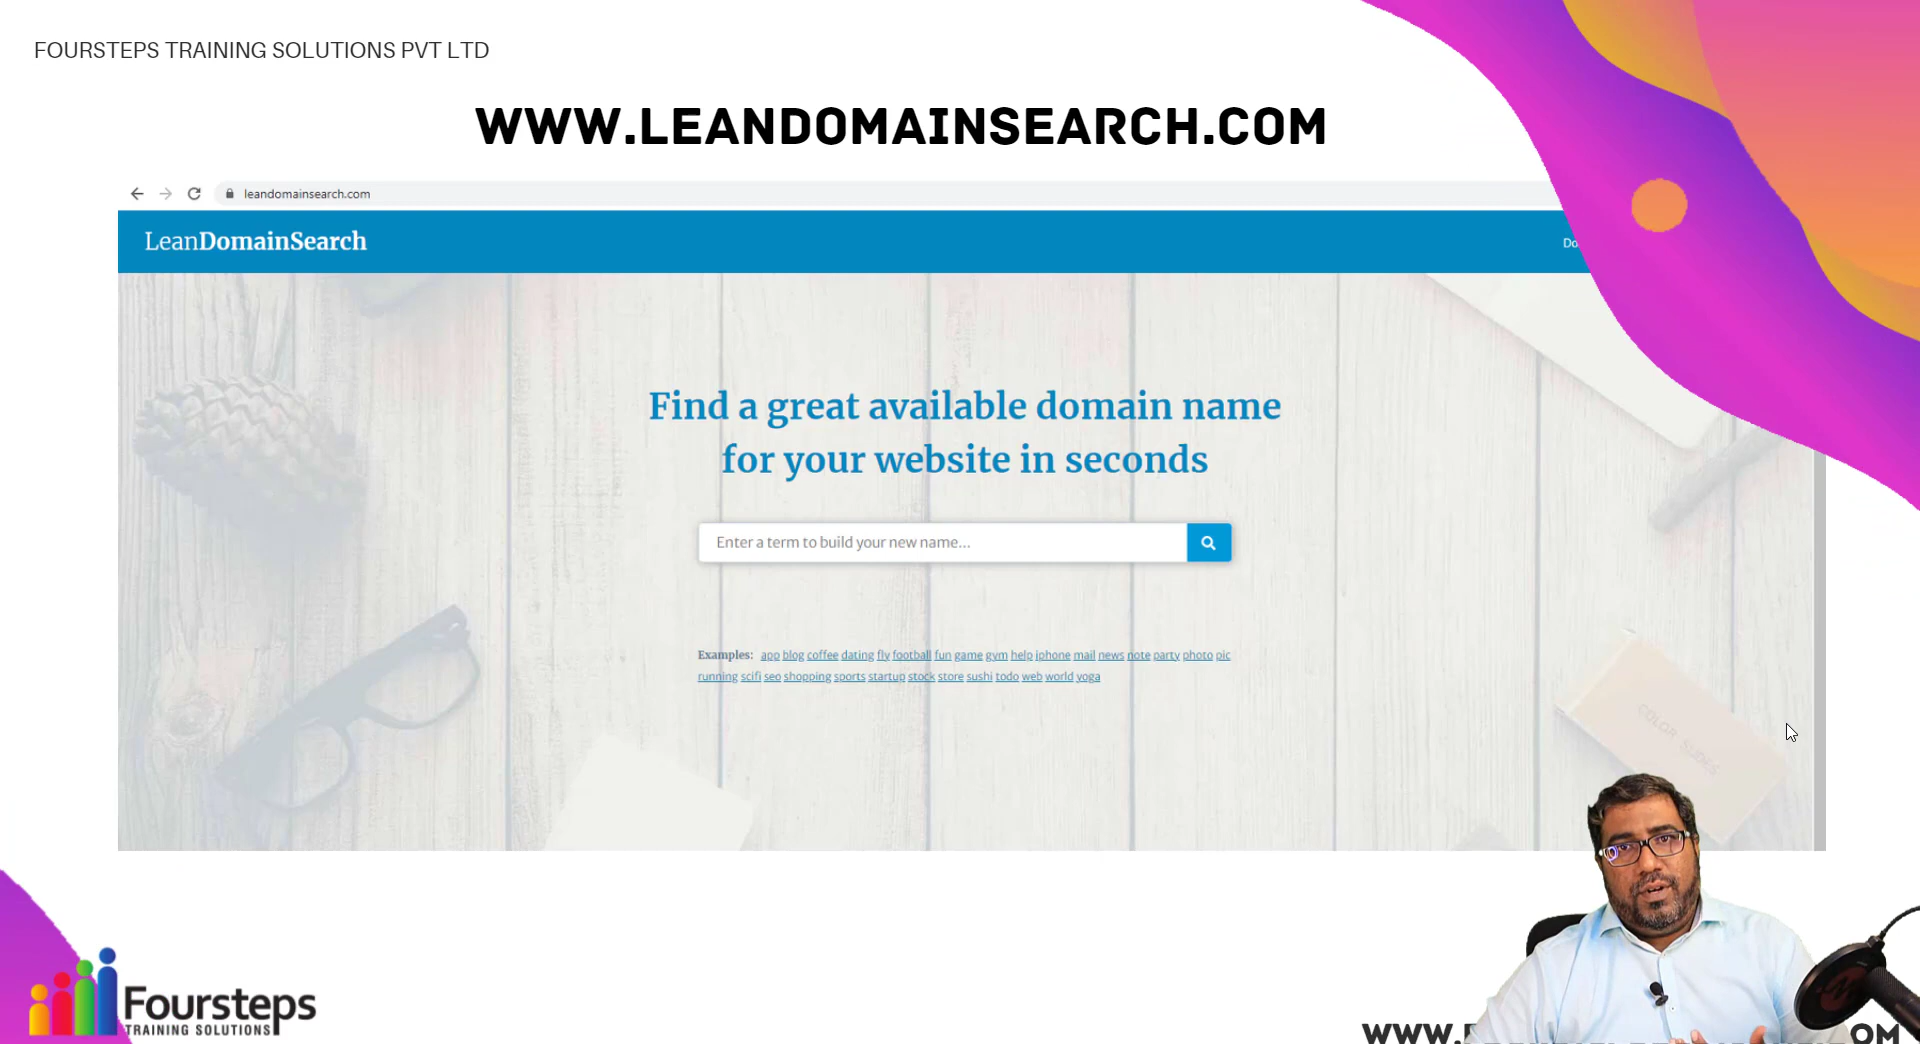 FOURSTEPS TRAINING SOLUTIONS PVT LTD
WWW.LEANDOMAINSEARCH.COM
leandomainsearch.com
LeanDomainSearch
Find a great available domain name
for your website in seconds
Enter a term to build your new name...
Examples: app blog coffee dating fly football fun game gym help iphone mail news note party photo pic
running scifi seo shopping sports startup stock store sushi todo web world yoga
COLOR SLIDES
Foursteps
TRAINING SOLUTIONS